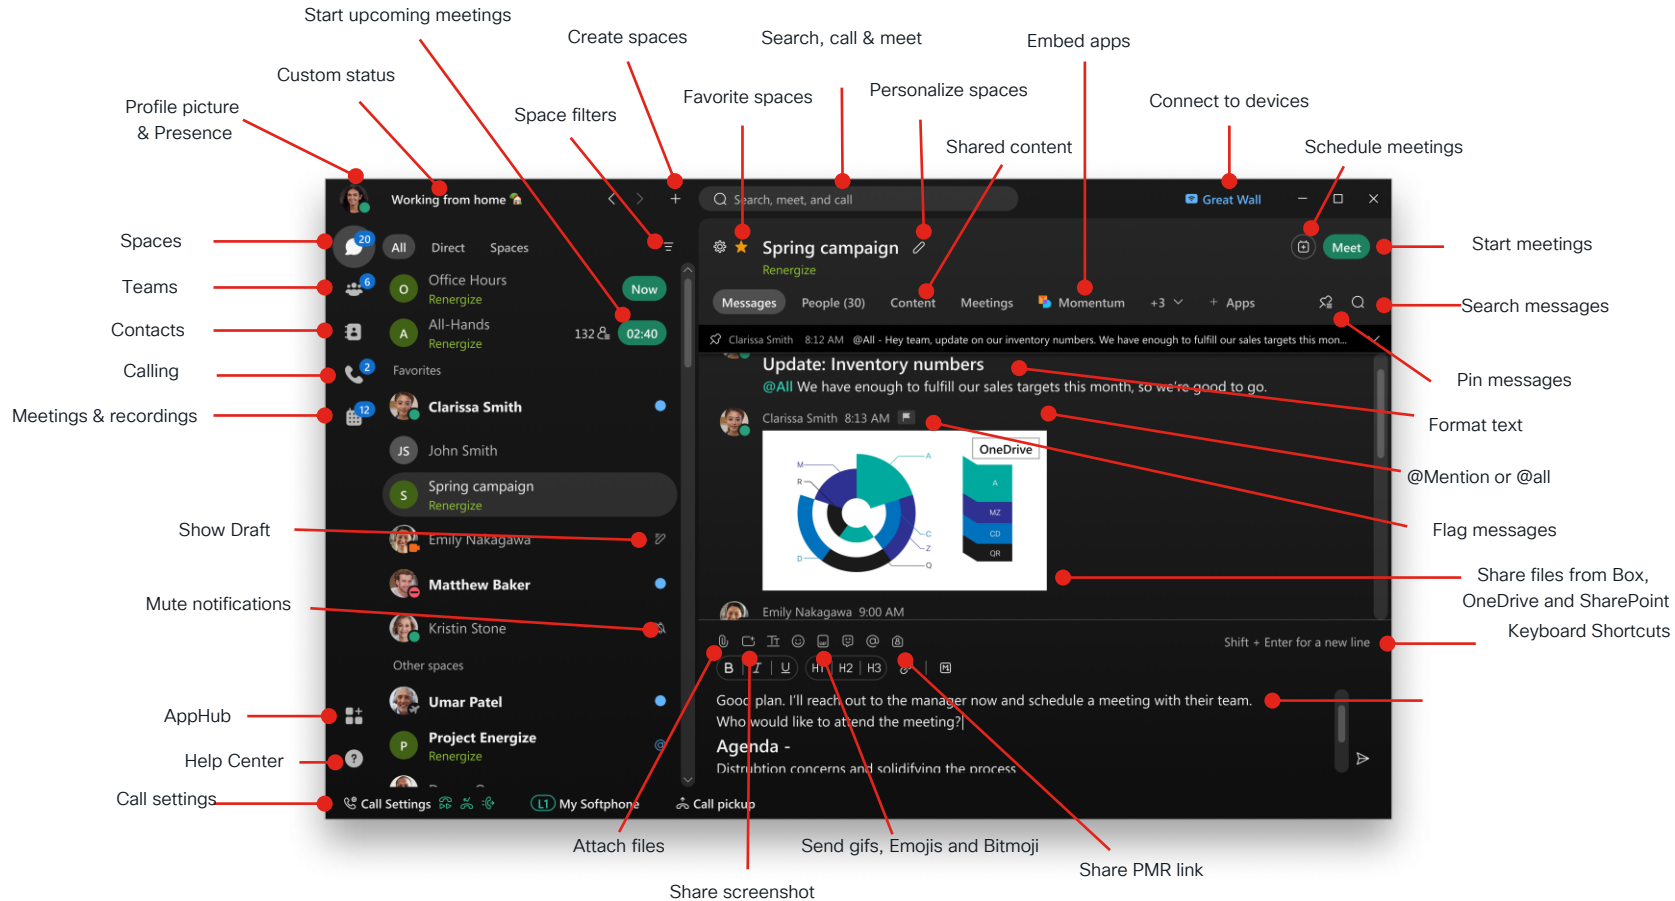 Start upcoming meetings
Create spaces
Search, call & meet
Embed apps
Custom status
Favorite spaces
Personalize spaces
Connect to devices
Profile picture
& Presence
Space filters
Shared content
Schedule meetings
Working from home
Search, meet, and call
Great Wall
Spaces
20
All
Direct
Spaces
Spring campaign
Renergize
Meet
Start meetings
Teams
6
O
Office Hours
Renergize
Now
Messages
People (30)
Content
Meetings
Momentum
+3
+ Apps
Search messages
Contacts
A
All-Hands
Renergize
132
02:40
Clarissa Smith 8:12 AM @All - Hey team, update on our inventory numbers. We have enough to fulfill our sales targets this mon...
Calling
2
Favorites
Update: Inventory numbers
@All We have enough to fulfill our sales targets this month, so we're good to go.
Pin messages
Meetings & recordings
12
Clarissa Smith
Clarissa Smith 8:13 AM
Format text
JS
John Smith
OneDrive
M
R
A
D
C
Z
Q
A
MZ
CD
QR
@Mention or @all
S
Spring campaign
Renergize
Flag messages
Show Draft
Emily Nakagawa
Matthew Baker
Share files from Box,
OneDrive and SharePoint
Mute notifications
Kristin Stone
Emily Nakagawa 9:00 AM
Keyboard Shortcuts
Shift + Enter for a new line
Other spaces
B I U
H1 H2 H3
M
Umar Patel
Good plan. I'll reach out to the manager now and schedule a meeting with their team.
Who would like to attend the meeting?
AppHub
P
Project Energize
Renergize
@
Agenda -
Distrubtion concerns and solidifying the process
Help Center
?
Call settings
Call Settings
L1
My Softphone
Call pickup
Attach files
Send gifs, Emojis and Bitmoji
Share PMR link
Share screenshot